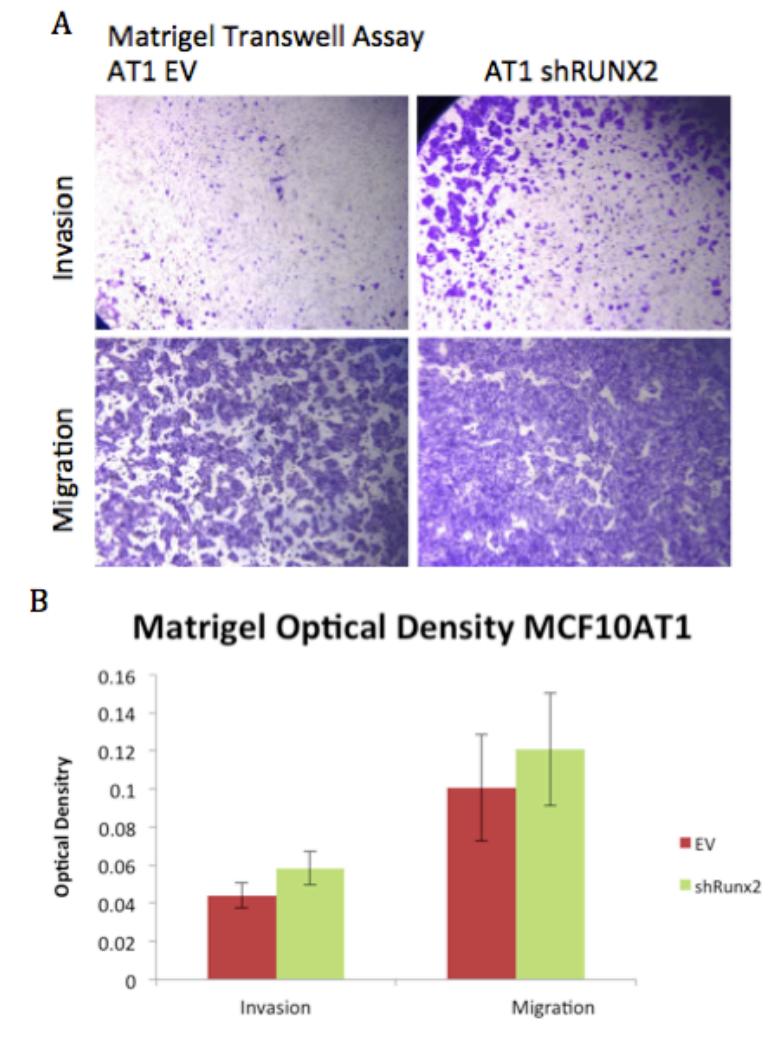 A
Matrigel Transwell Assay
AT1 EV
AT1 shRUNX2
Invasion
Migration
B
Matrigel Optical Density MCF10AT1
0.16
0.14
0.12
0.1
0.08
0.06
0.04
0.02
0
Optical Densitry
Invasion
Migration
EV
shRunx2